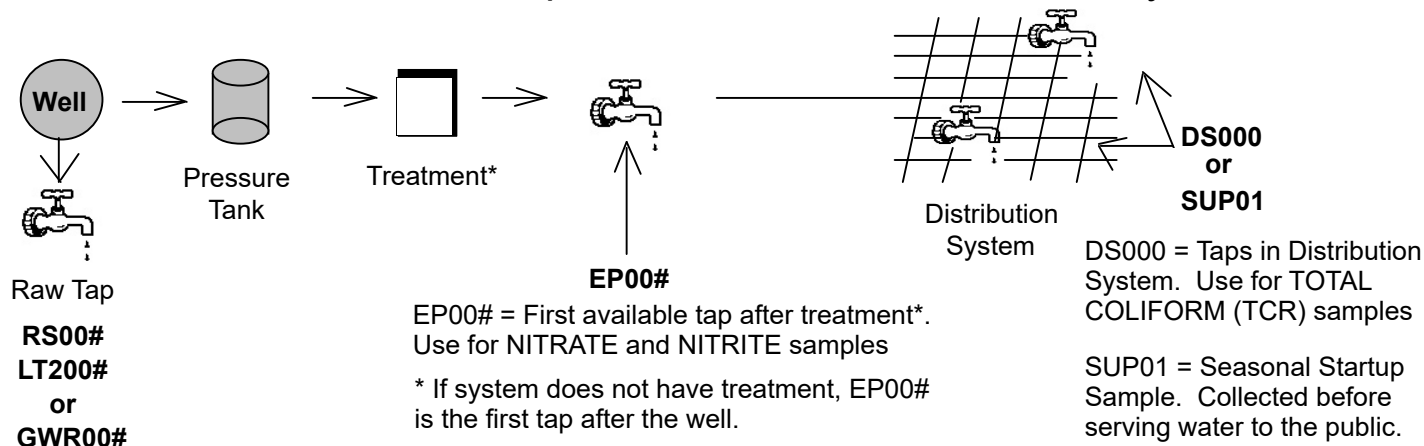 Well
Pressure
Tank
Treatment*
Raw Tap
RS00#
LT200#
or
GWR00#
EP00#
EP00# = First available tap after treatment*.
Use for NITRATE and NITRITE samples
* If system does not have treatment, EP00#
is the first tap after the well.
Distribution
System
DS000
or
SUP01
DS000 = Taps in Distribution
System.  Use for TOTAL
COLIFORM (TCR) samples
SUP01 = Seasonal Startup
Sample.  Collected before
serving water to the public.